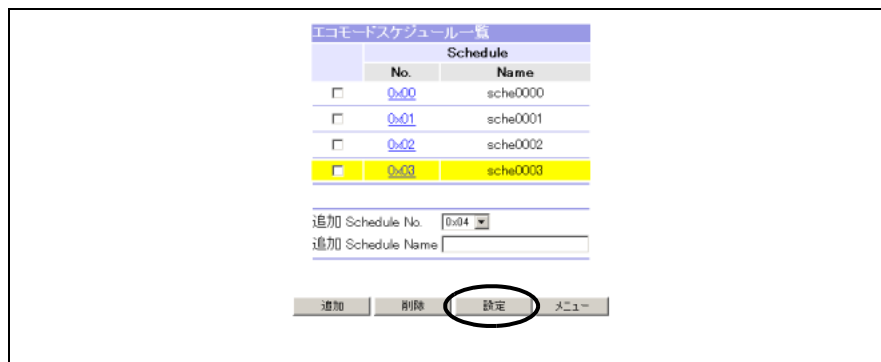 エコモードスケジュール一覧
Schedule
No. Name
0x00 sche0000
0x01 sche0001
0x02 sche0002
0x03 sche0003
追加 Schedule No. 0x04
追加 Schedule Name
追加 削除 設定 メニュー